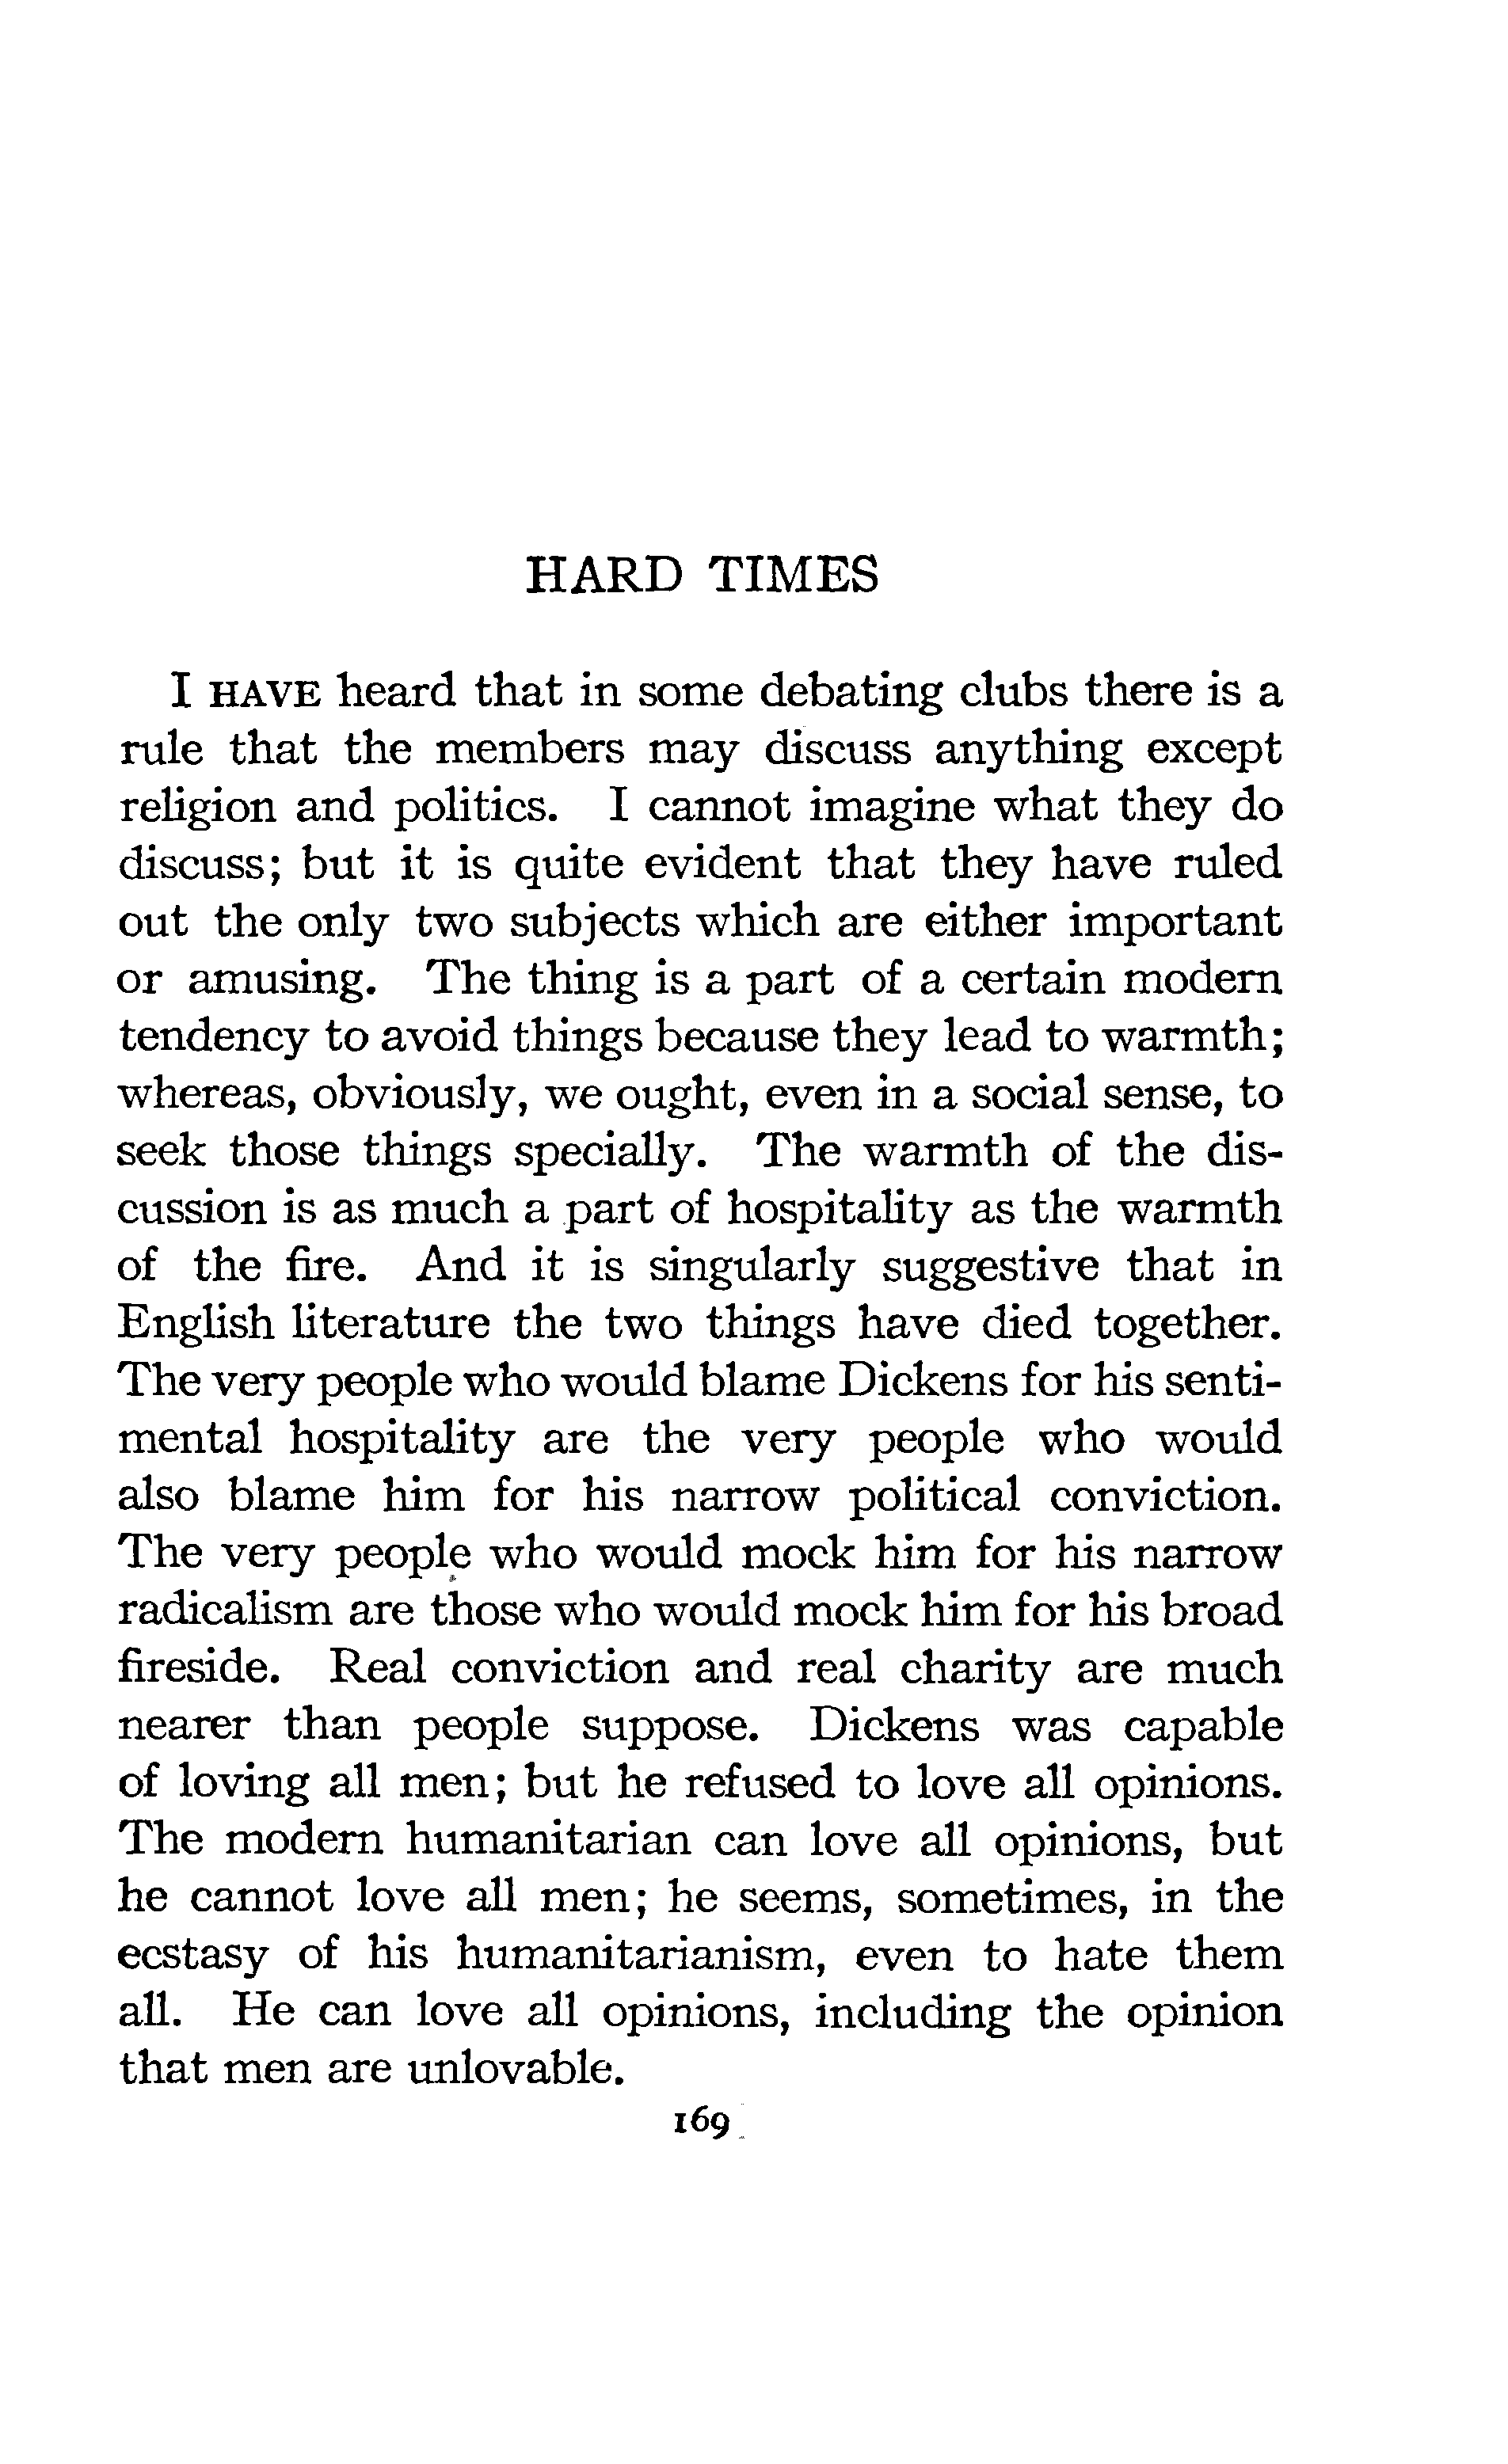 HARD TIMES
I HAVE heard that in some debating clubs there is a
rule that the members may discuss anything except
religion and politics. I cannot imagine what they do
discuss; but it is quite evident that they have ruled
out the only two subjects which are either important
or amusing. The thing is a part of a certain modern
tendency to avoid things because they lead to warmth;
whereas, obviously, we ought, even in a social sense, to
seek those things specially. The warmth of the dis-
cussion is as much a part of hospitality as the warmth
of the fire. And it is singularly suggestive that in
English literature the two things have died together.
The very people who would blame Dickens for his senti-
mental hospitality are the very people who would
also blame him for his narrow political conviction.
The very people who would mock him for his narrow
radicalism are those who would mock him for his broad
fireside. Real conviction and real charity are much
nearer than people suppose. Dickens was capable
of loving all men; but he refused to love all opinions.
The modern humanitarian can love all opinions, but
he cannot love all men; he seems, sometimes, in the
ecstasy of his humanitarianism, even to hate them
all. He can love all opinions, including the opinion
that men are unlovable.
169